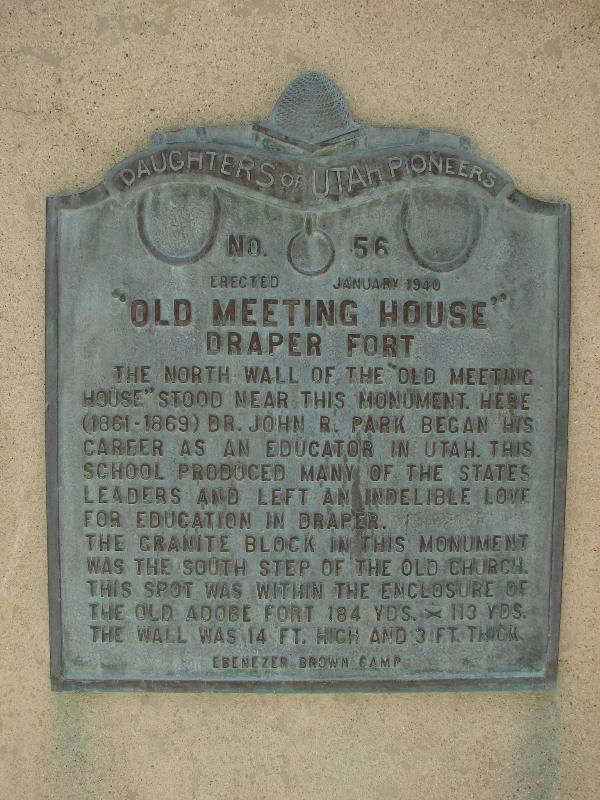 DAUGHTERS OF UTAH PIONEERS
NO. 56
ERECTED JANUARY 1940
"OLD MEETING HOUSE"
DRAPER FORT
THE NORTH WALL OF THE "OLD MEETING
HOUSE" STOOD NEAR THIS MONUMENT. HERE
(1861-1869) DR. JOHN R. PARK BEGAN HIS
CAREER AS AN EDUCATOR IN UTAH. THIS
SCHOOL PRODUCED MANY OF THE STATES
LEADERS AND LEFT AN INDELIBLE LOVE
FOR EDUCATION IN DRAPER.
THE GRANITE BLOCK IN THIS MONUMENT
WAS THE SOUTH STEP OF THE OLD CHURCH.
THIS SPOT WAS WITHIN THE ENCLOSURE OF
THE OLD ADOBE FORT 184 YDS. × 113 YDS.
THE WALL WAS 14 FT. HIGH AND 3 FT. THICK.
EBENEZER BROWN CAMP